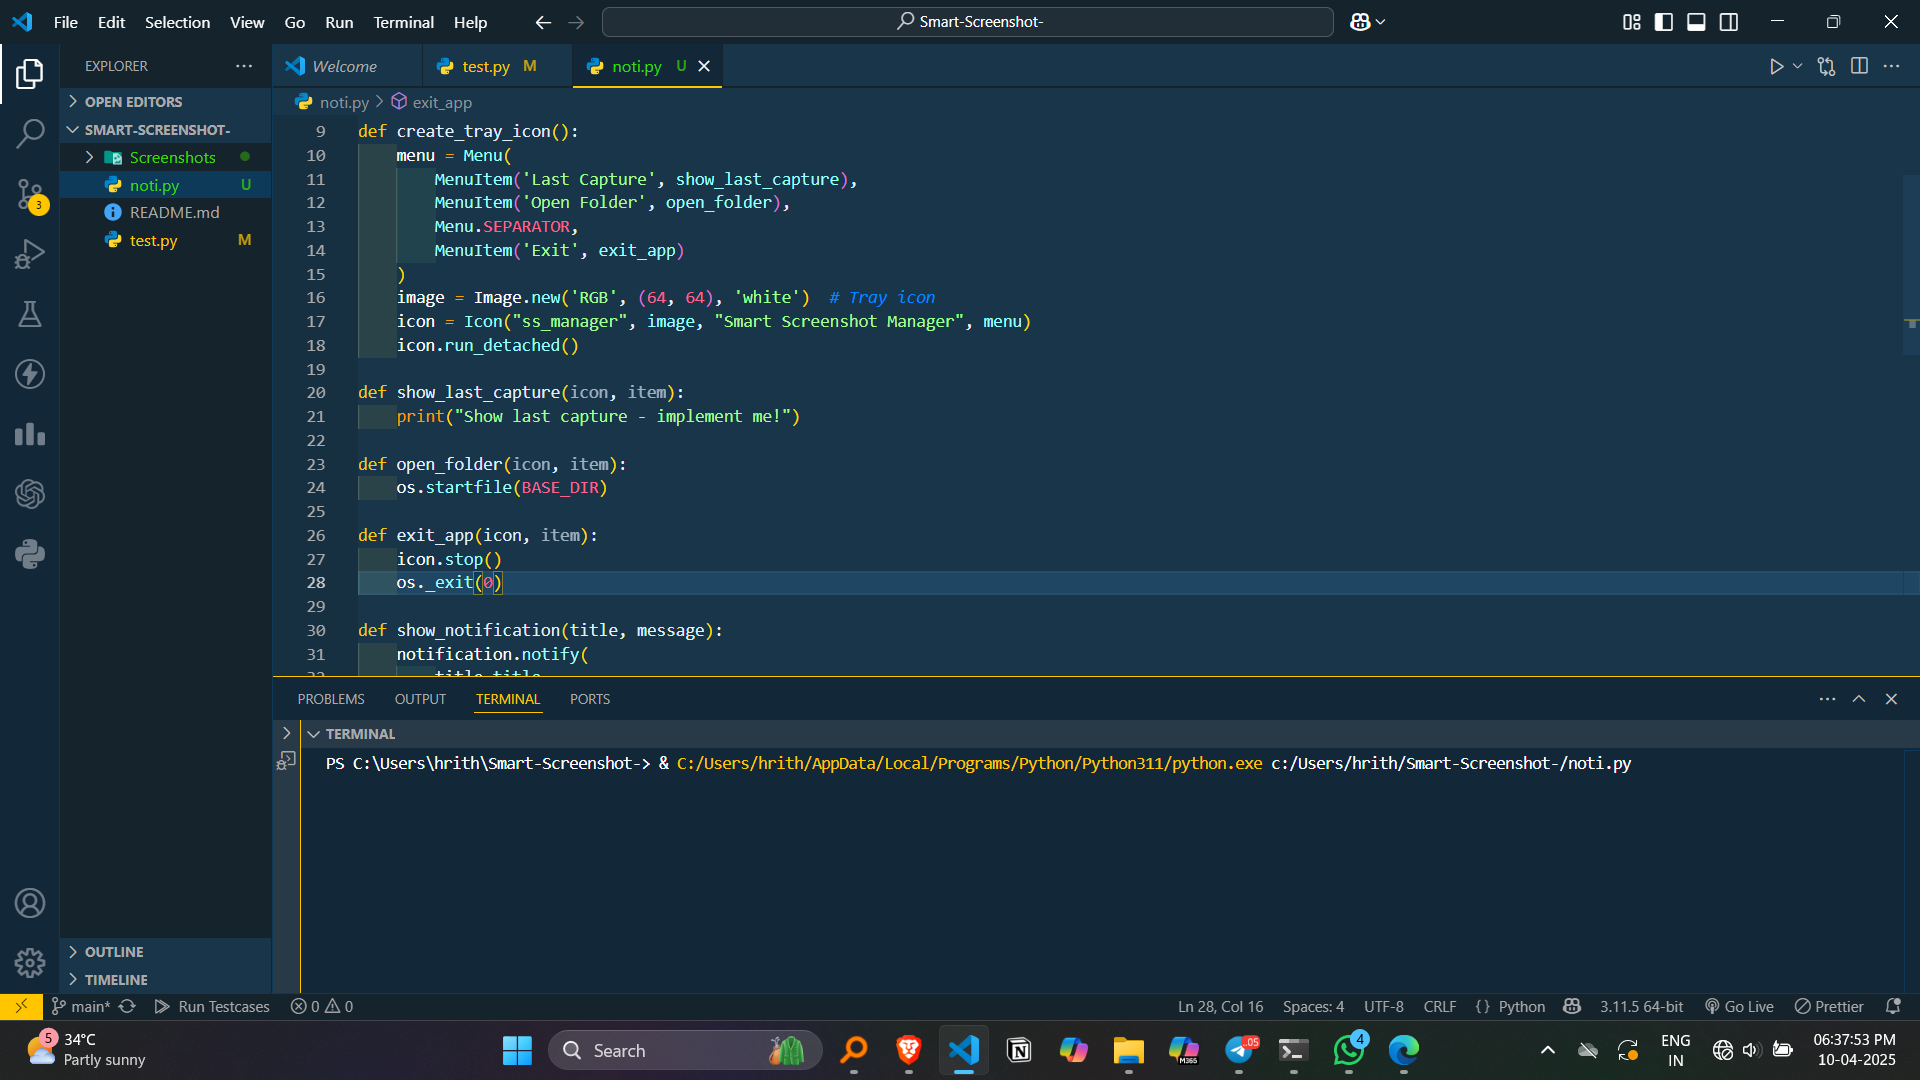 File Edit Selection View Go Run Terminal Help
Smart-Screenshot-
EXPLORER
OPEN EDITORS
SMART-SCREENSHOT-
Screenshots
noti.py U
README.md
test.py M
OUTLINE
TIMELINE
3
Welcome test.py M noti.py U
noti.py > exit_app
9 def create_tray_icon():
10 menu = Menu(
11 MenuItem('Last Capture', show_last_capture),
12 MenuItem('Open Folder', open_folder),
13 Menu.SEPARATOR,
14 MenuItem('Exit', exit_app)
15 )
16 image = Image.new('RGB', (64, 64), 'white') # Tray icon
17 icon = Icon("ss_manager", image, "Smart Screenshot Manager", menu)
18 icon.run_detached()
19
20 def show_last_capture(icon, item):
21 print("Show last capture - implement me!")
22
23 def open_folder(icon, item):
24 os.startfile(BASE_DIR)
25
26 def exit_app(icon, item):
27 icon.stop()
28 os._exit(0)
29
30 def show_notification(title, message):
31 notification.notify(
PROBLEMS OUTPUT TERMINAL PORTS
TERMINAL
PS C:\Users\hrith\Smart-Screenshot-> & C:/Users/hrith/AppData/Local/Programs/Python/Python311/python.exe c:/Users/hrith/Smart-Screenshot-/noti.py
main* Run Testcases 0 0 Ln 28, Col 16 Spaces: 4 UTF-8 CRLF {} Python 3.11.5 64-bit Go Live Prettier
5
34°C
Partly sunny
Search
M365
.05
4
ENG
IN
06:37:53 PM
10-04-2025